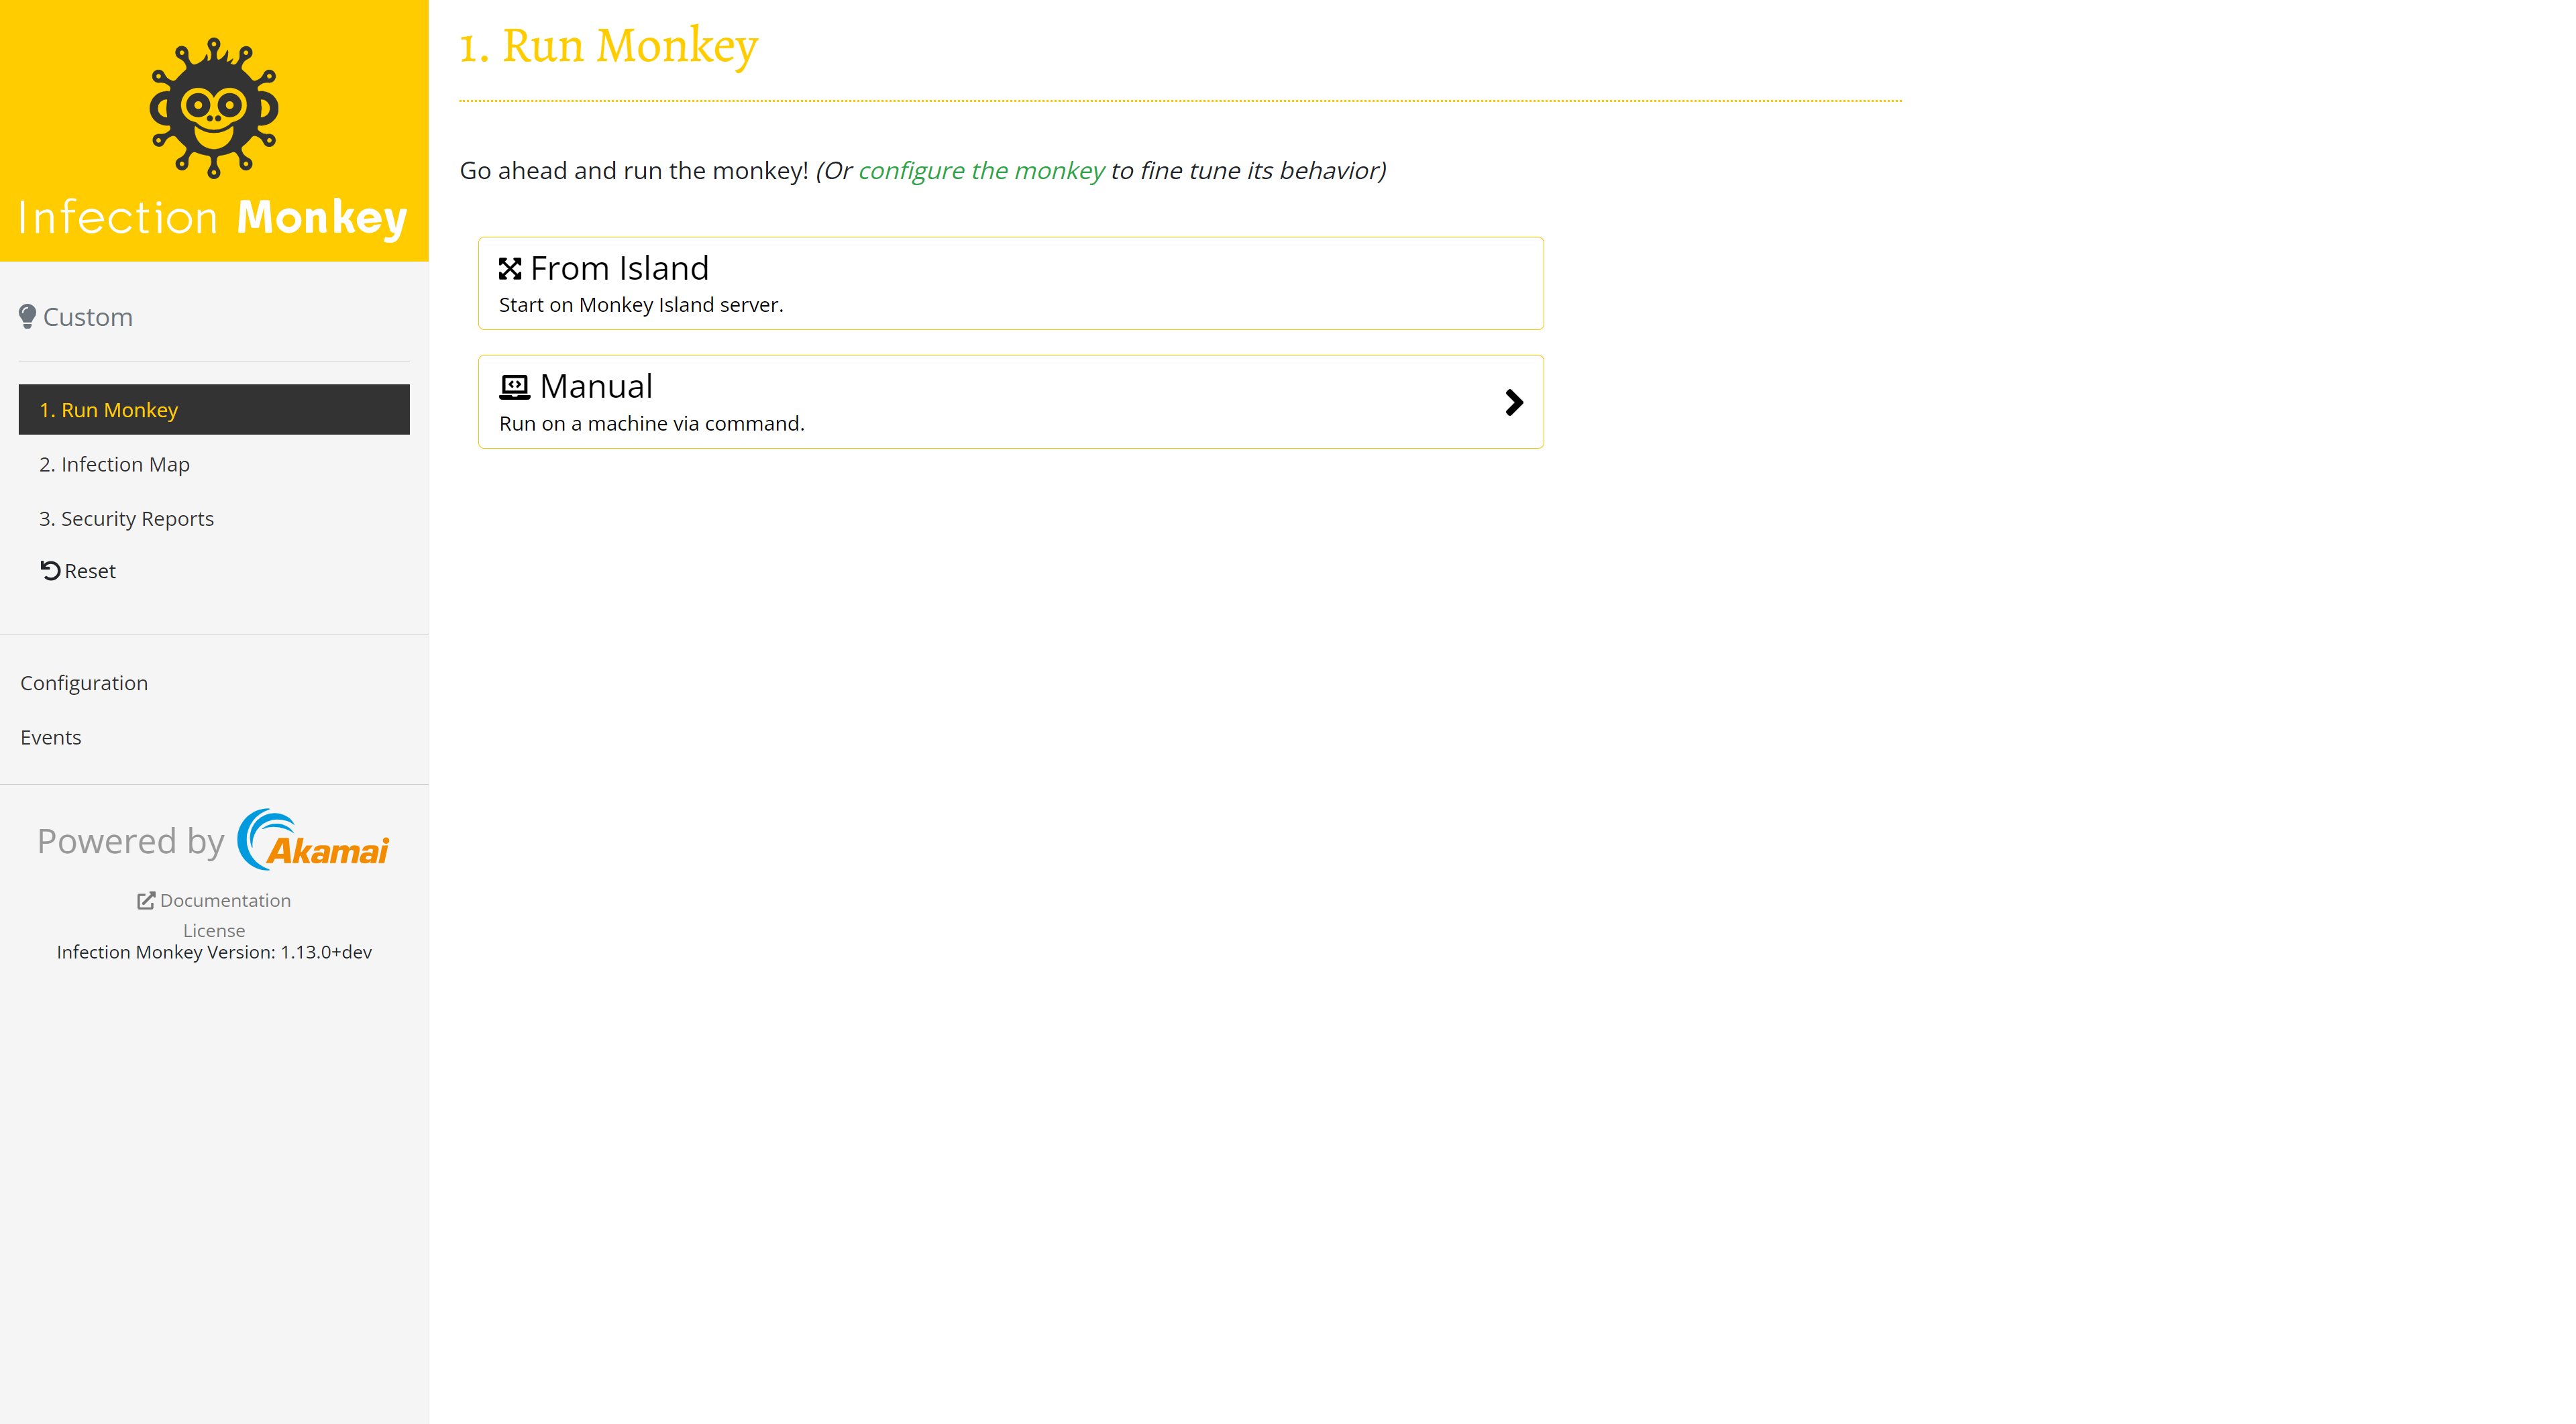 Infection Monkey
Custom
1. Run Monkey
2. Infection Map
3. Security Reports
Reset
Configuration
Events
Powered by Akamai
Documentation
License
Infection Monkey Version: 1.13.0+dev
1. Run Monkey
Go ahead and run the monkey! (Or configure the monkey to fine tune its behavior)
From Island
Start on Monkey Island server.
Manual
Run on a machine via command.